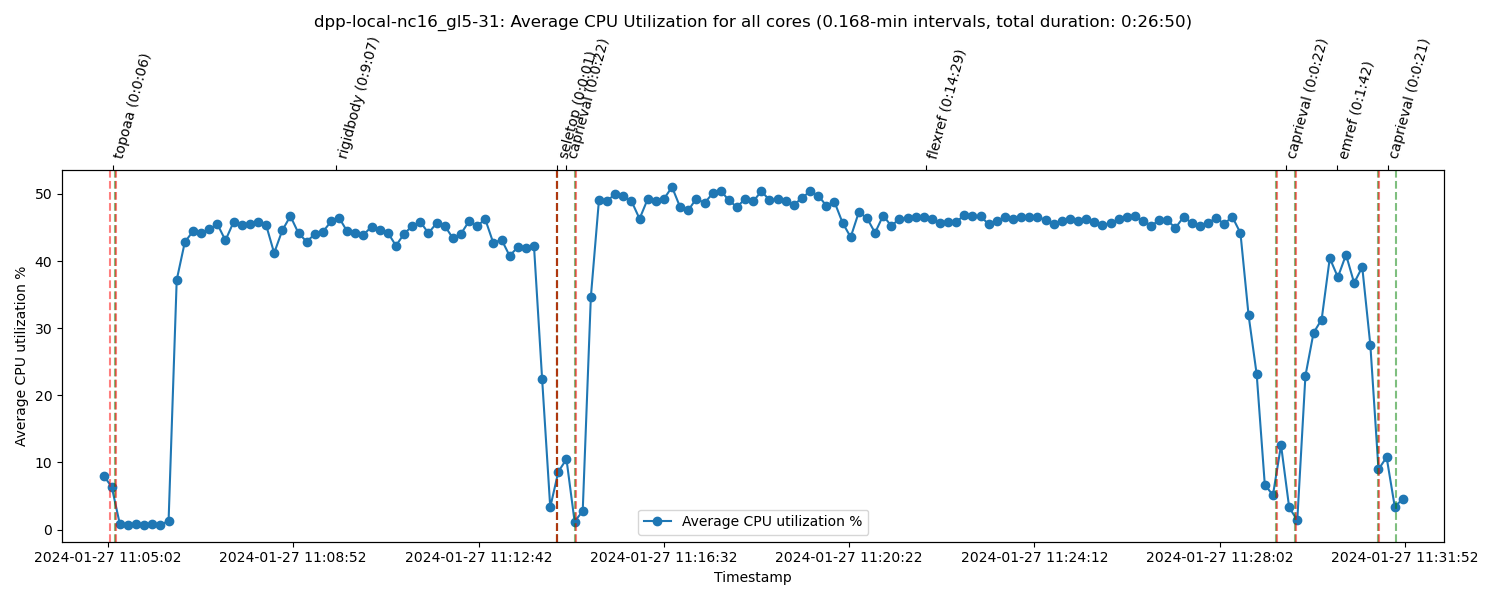 dpp-local-nc16_gl5-31: Average CPU Utilization for all cores (0.168-min intervals, total duration: 0:26:50)
topoaa (0:0:06)
rigidbody (0:9:07)
seletop (0:0:01)
caprieval (0:0:22)
flexref (0:14:29)
caprieval (0:0:22)
emref (0:1:42)
caprieval (0:0:21)
Average CPU utilization %
50
40
30
20
10
0
Average CPU utilization %
2024-01-27 11:05:02
2024-01-27 11:08:52
2024-01-27 11:12:42
2024-01-27 11:16:32
2024-01-27 11:20:22
2024-01-27 11:24:12
2024-01-27 11:28:02
2024-01-27 11:31:52
Timestamp